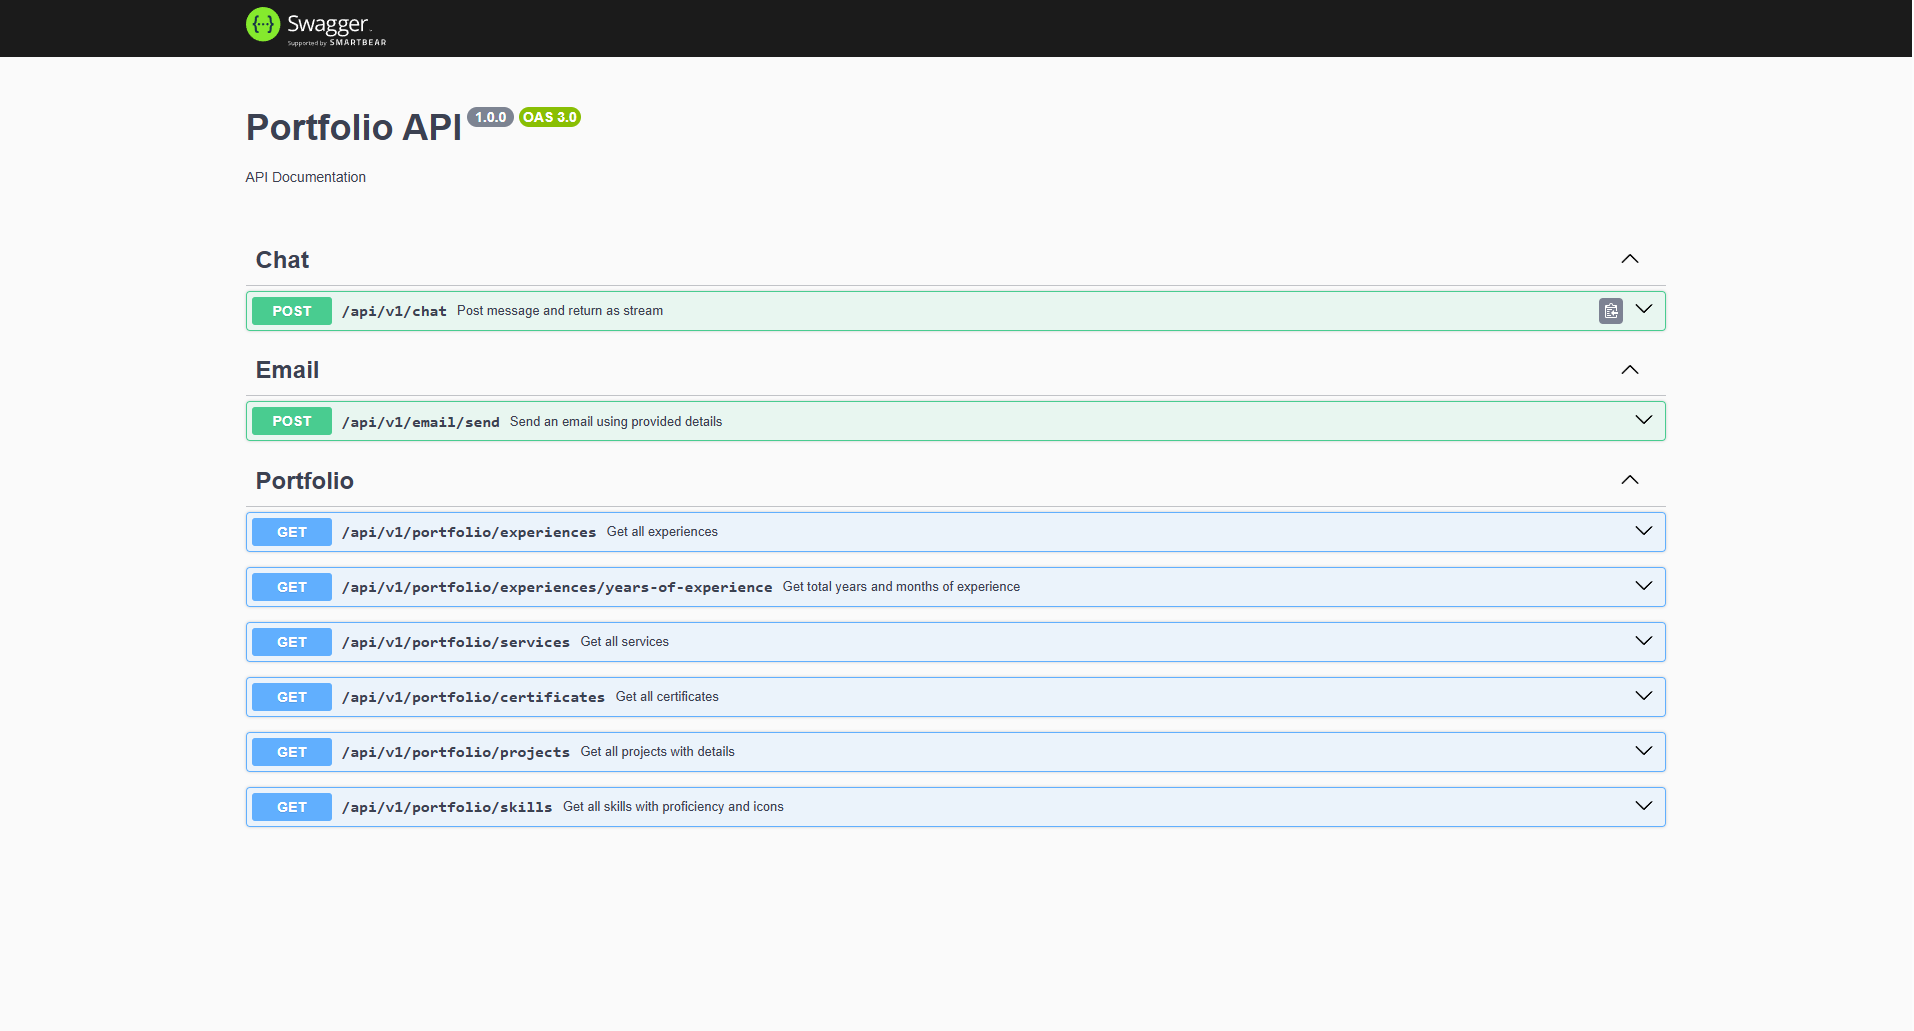 Swagger.
Supported by SMARTBEAR
Portfolio API 1.0.0 OAS 3.0
API Documentation
Chat
POST /api/v1/chat Post message and return as stream
Email
POST /api/v1/email/send Send an email using provided details
Portfolio
GET /api/v1/portfolio/experiences Get all experiences
GET /api/v1/portfolio/experiences/years-of-experience Get total years and months of experience
GET /api/v1/portfolio/services Get all services
GET /api/v1/portfolio/certificates Get all certificates
GET /api/v1/portfolio/projects Get all projects with details
GET /api/v1/portfolio/skills Get all skills with proficiency and icons